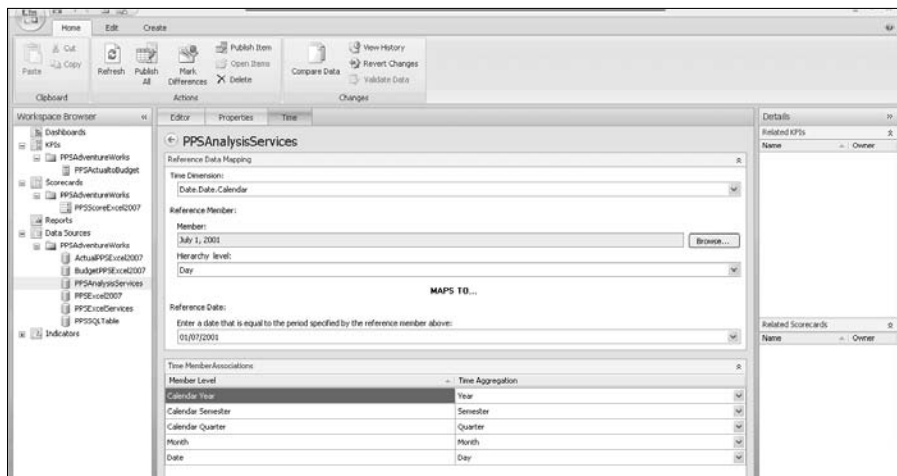 Home Edit Create
Paste
Cut
Copy
Clipboard
Refresh
Publish All
Mark Differences
Publish Item
Open Items
Delete
Actions
Compare Data
View History
Revert Changes
Validate Data
Changes
Workspace Browser
Dashboards
KPIs
PPSAdventureWorks
PPSActualtoBudget
Scorecards
PPSAdventureWorks
PPSScoreExcel2007
Reports
Data Sources
PPSAdventureWorks
ActualPPSExcel2007
BudgetPPSExcel2007
PPSAnalysisServices
PPSExcel2007
PPSExcelServices
PPSSQLTable
Indicators
Editor Properties Time
PPSAnalysisServices
Reference Data Mapping
Time Dimension:
Date.Date.Calendar
Reference Member:
Member:
July 1, 2001
Browse...
Hierarchy level:
Day
MAPS TO...
Reference Date:
Enter a date that is equal to the period specified by the reference member above:
01/07/2001
Time MemberAssociations
Member Level Time Aggregation
Calendar Year Year
Calendar Semester Semester
Calendar Quarter Quarter
Month Month
Date Day
Details
Related KPIs
Name Owner
Related Scorecards
Name Owner